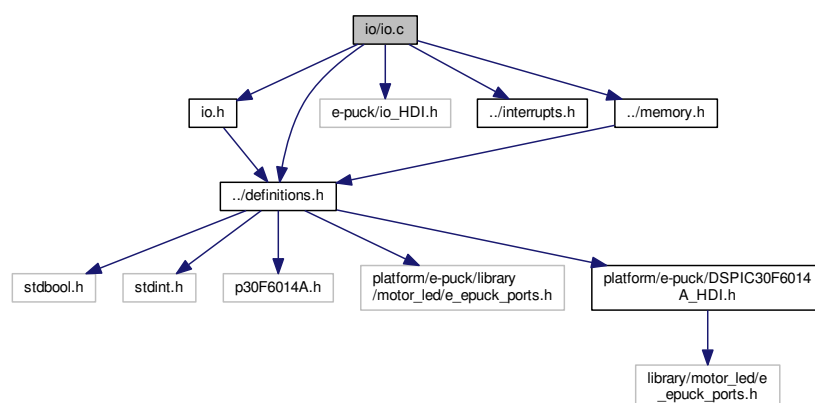 io/io.c
io.h
e-puck/io_HDI.h
../interrupts.h
../memory.h
../definitions.h
stdbool.h
stdint.h
p30F6014A.h
platform/e-puck/library
/motor_led/e_epuck_ports.h
platform/e-puck/DSPIC30F6014
A_HDI.h
library/motor_led/e
_epuck_ports.h